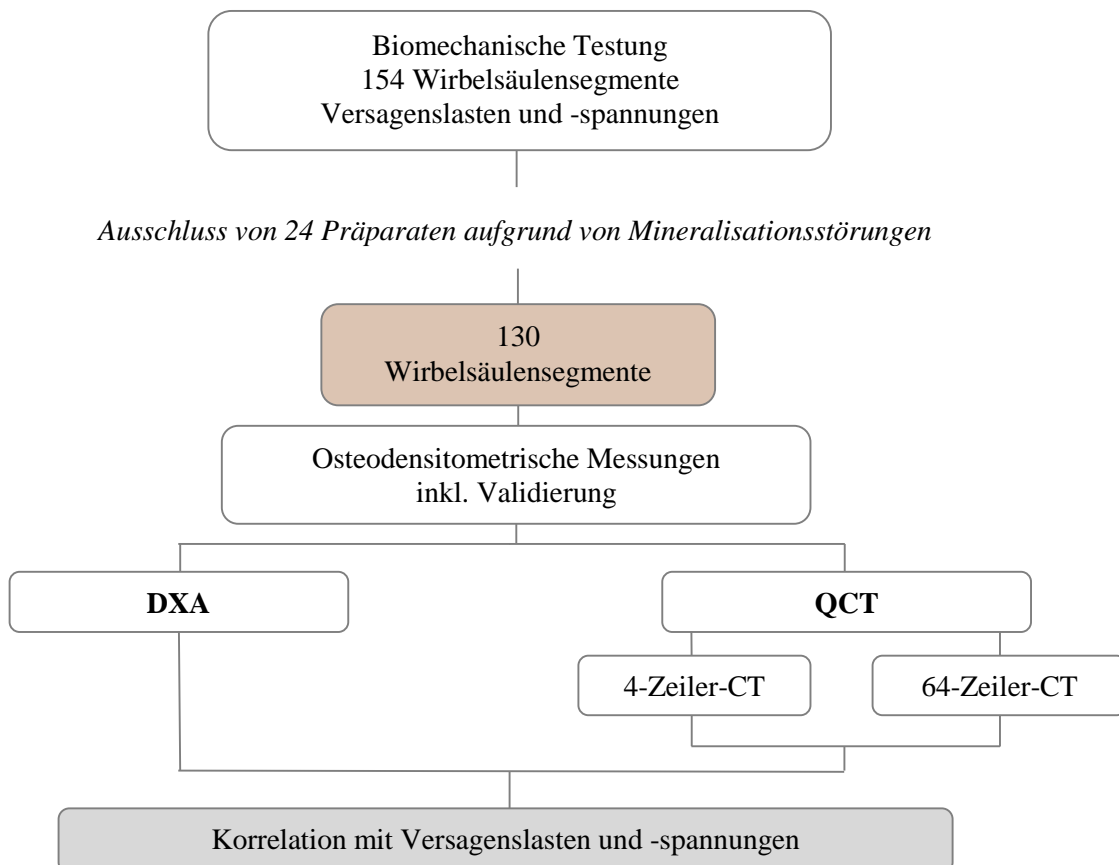 Biomechanische Testung
154 Wirbelsäulensegmente
Versagenslasten und -spannungen
Ausschluss von 24 Präparaten aufgrund von Mineralisationsstörungen
130
Wirbelsäulensegmente
Osteodensitometrische Messungen
inkl. Validierung
DXA
QCT
4-Zeiler-CT
64-Zeiler-CT
Korrelation mit Versagenslasten und -spannungen